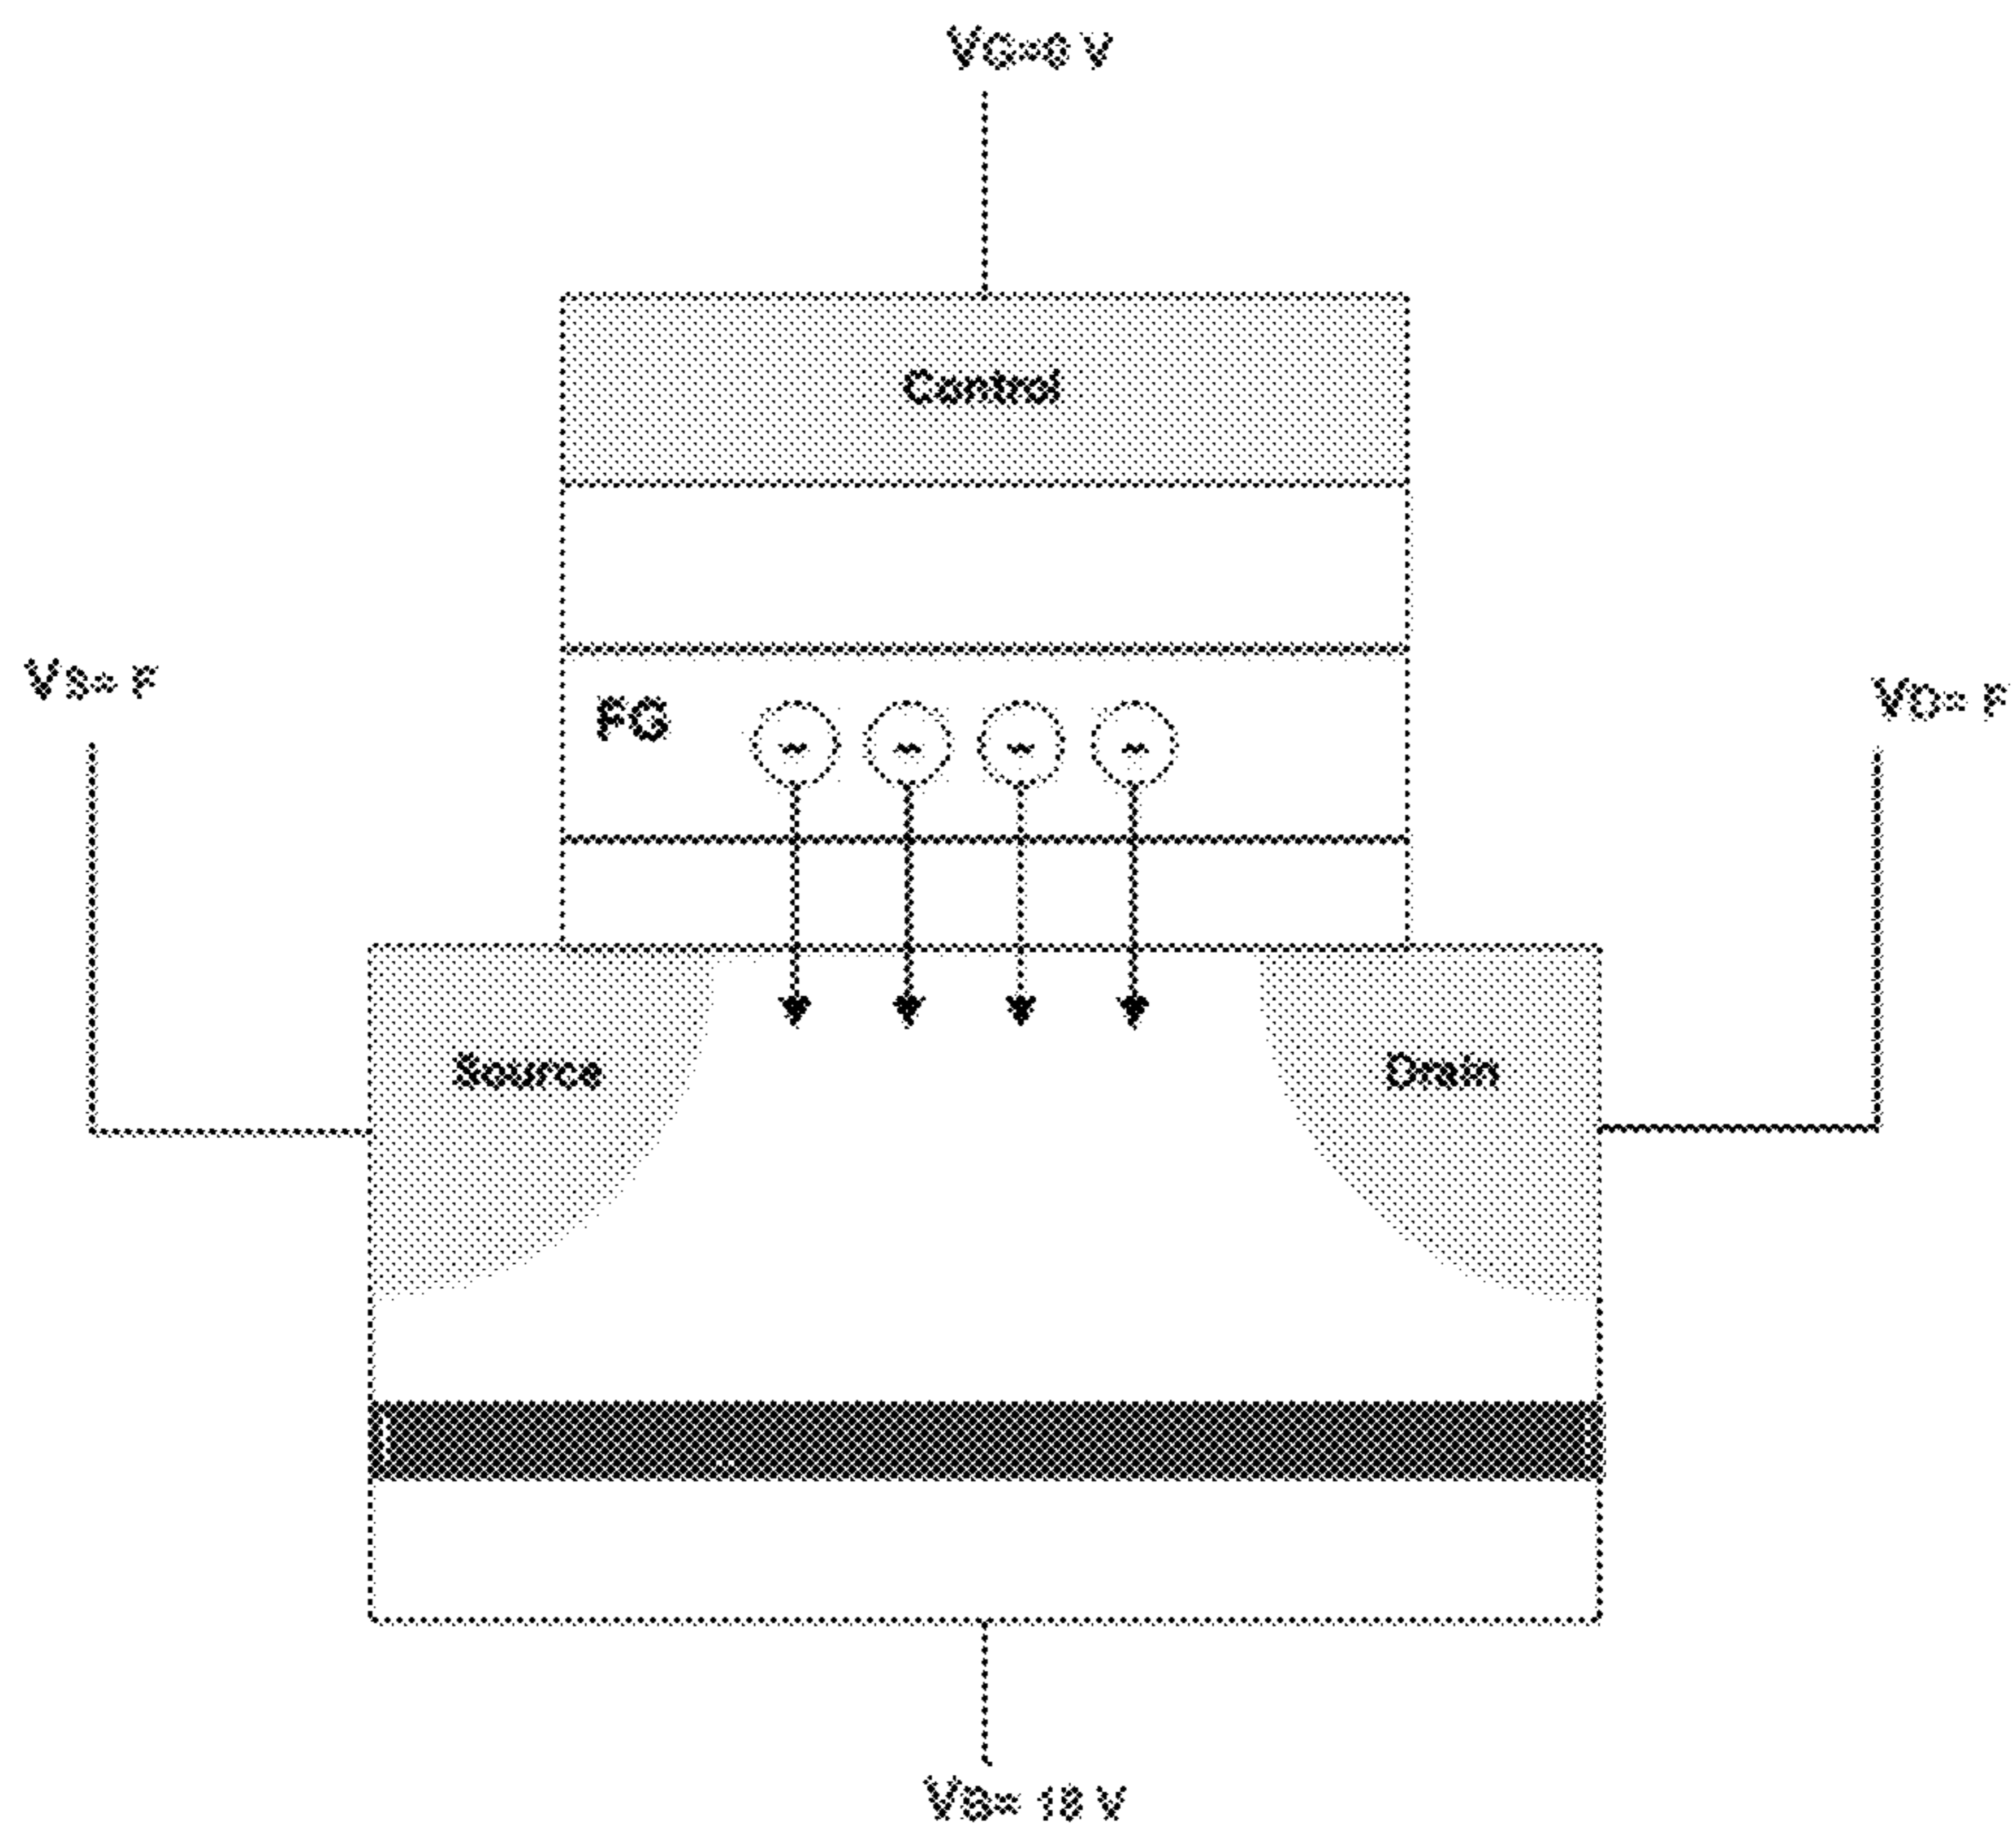 VG=0 V
Control
VS= F
VD= F
FG
- - - -
Source
Drain
VB= 18 V